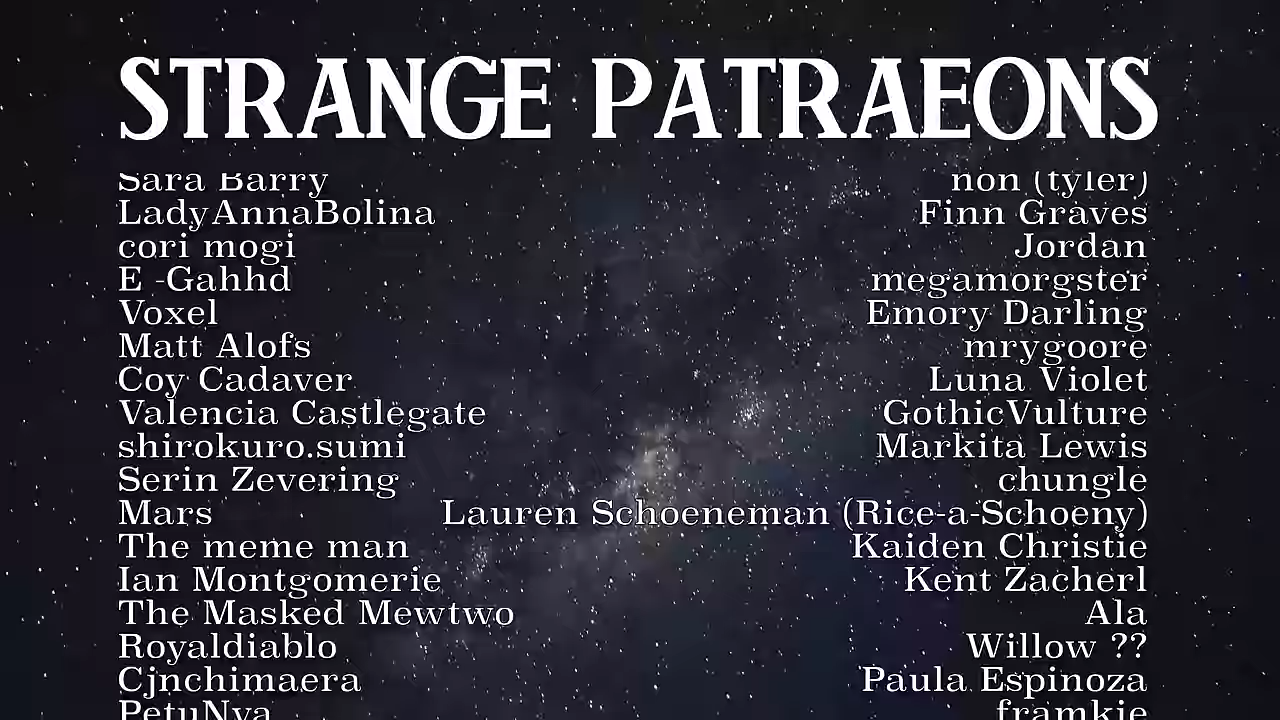 STRANGE PATRAEONS
Sara Barry non (tyler)
LadyAnnaBolina Finn Graves
cori mogi Jordan
E -Gahhd megamorgster
Voxel Emory Darling
Matt Alofs mrygoore
Coy Cadaver Luna Violet
Valencia Castlegate GothicVulture
shirokuro.sumi Markita Lewis
Serin Zevering chungle
Mars Lauren Schoeneman (Rice-a-Schoeny)
The meme man Kaiden Christie
Ian Montgomerie Kent Zacherl
The Masked Mewtwo Ala
Royaldiablo Willow ??
Cjnchimaera Paula Espinoza
PetuNya framkie